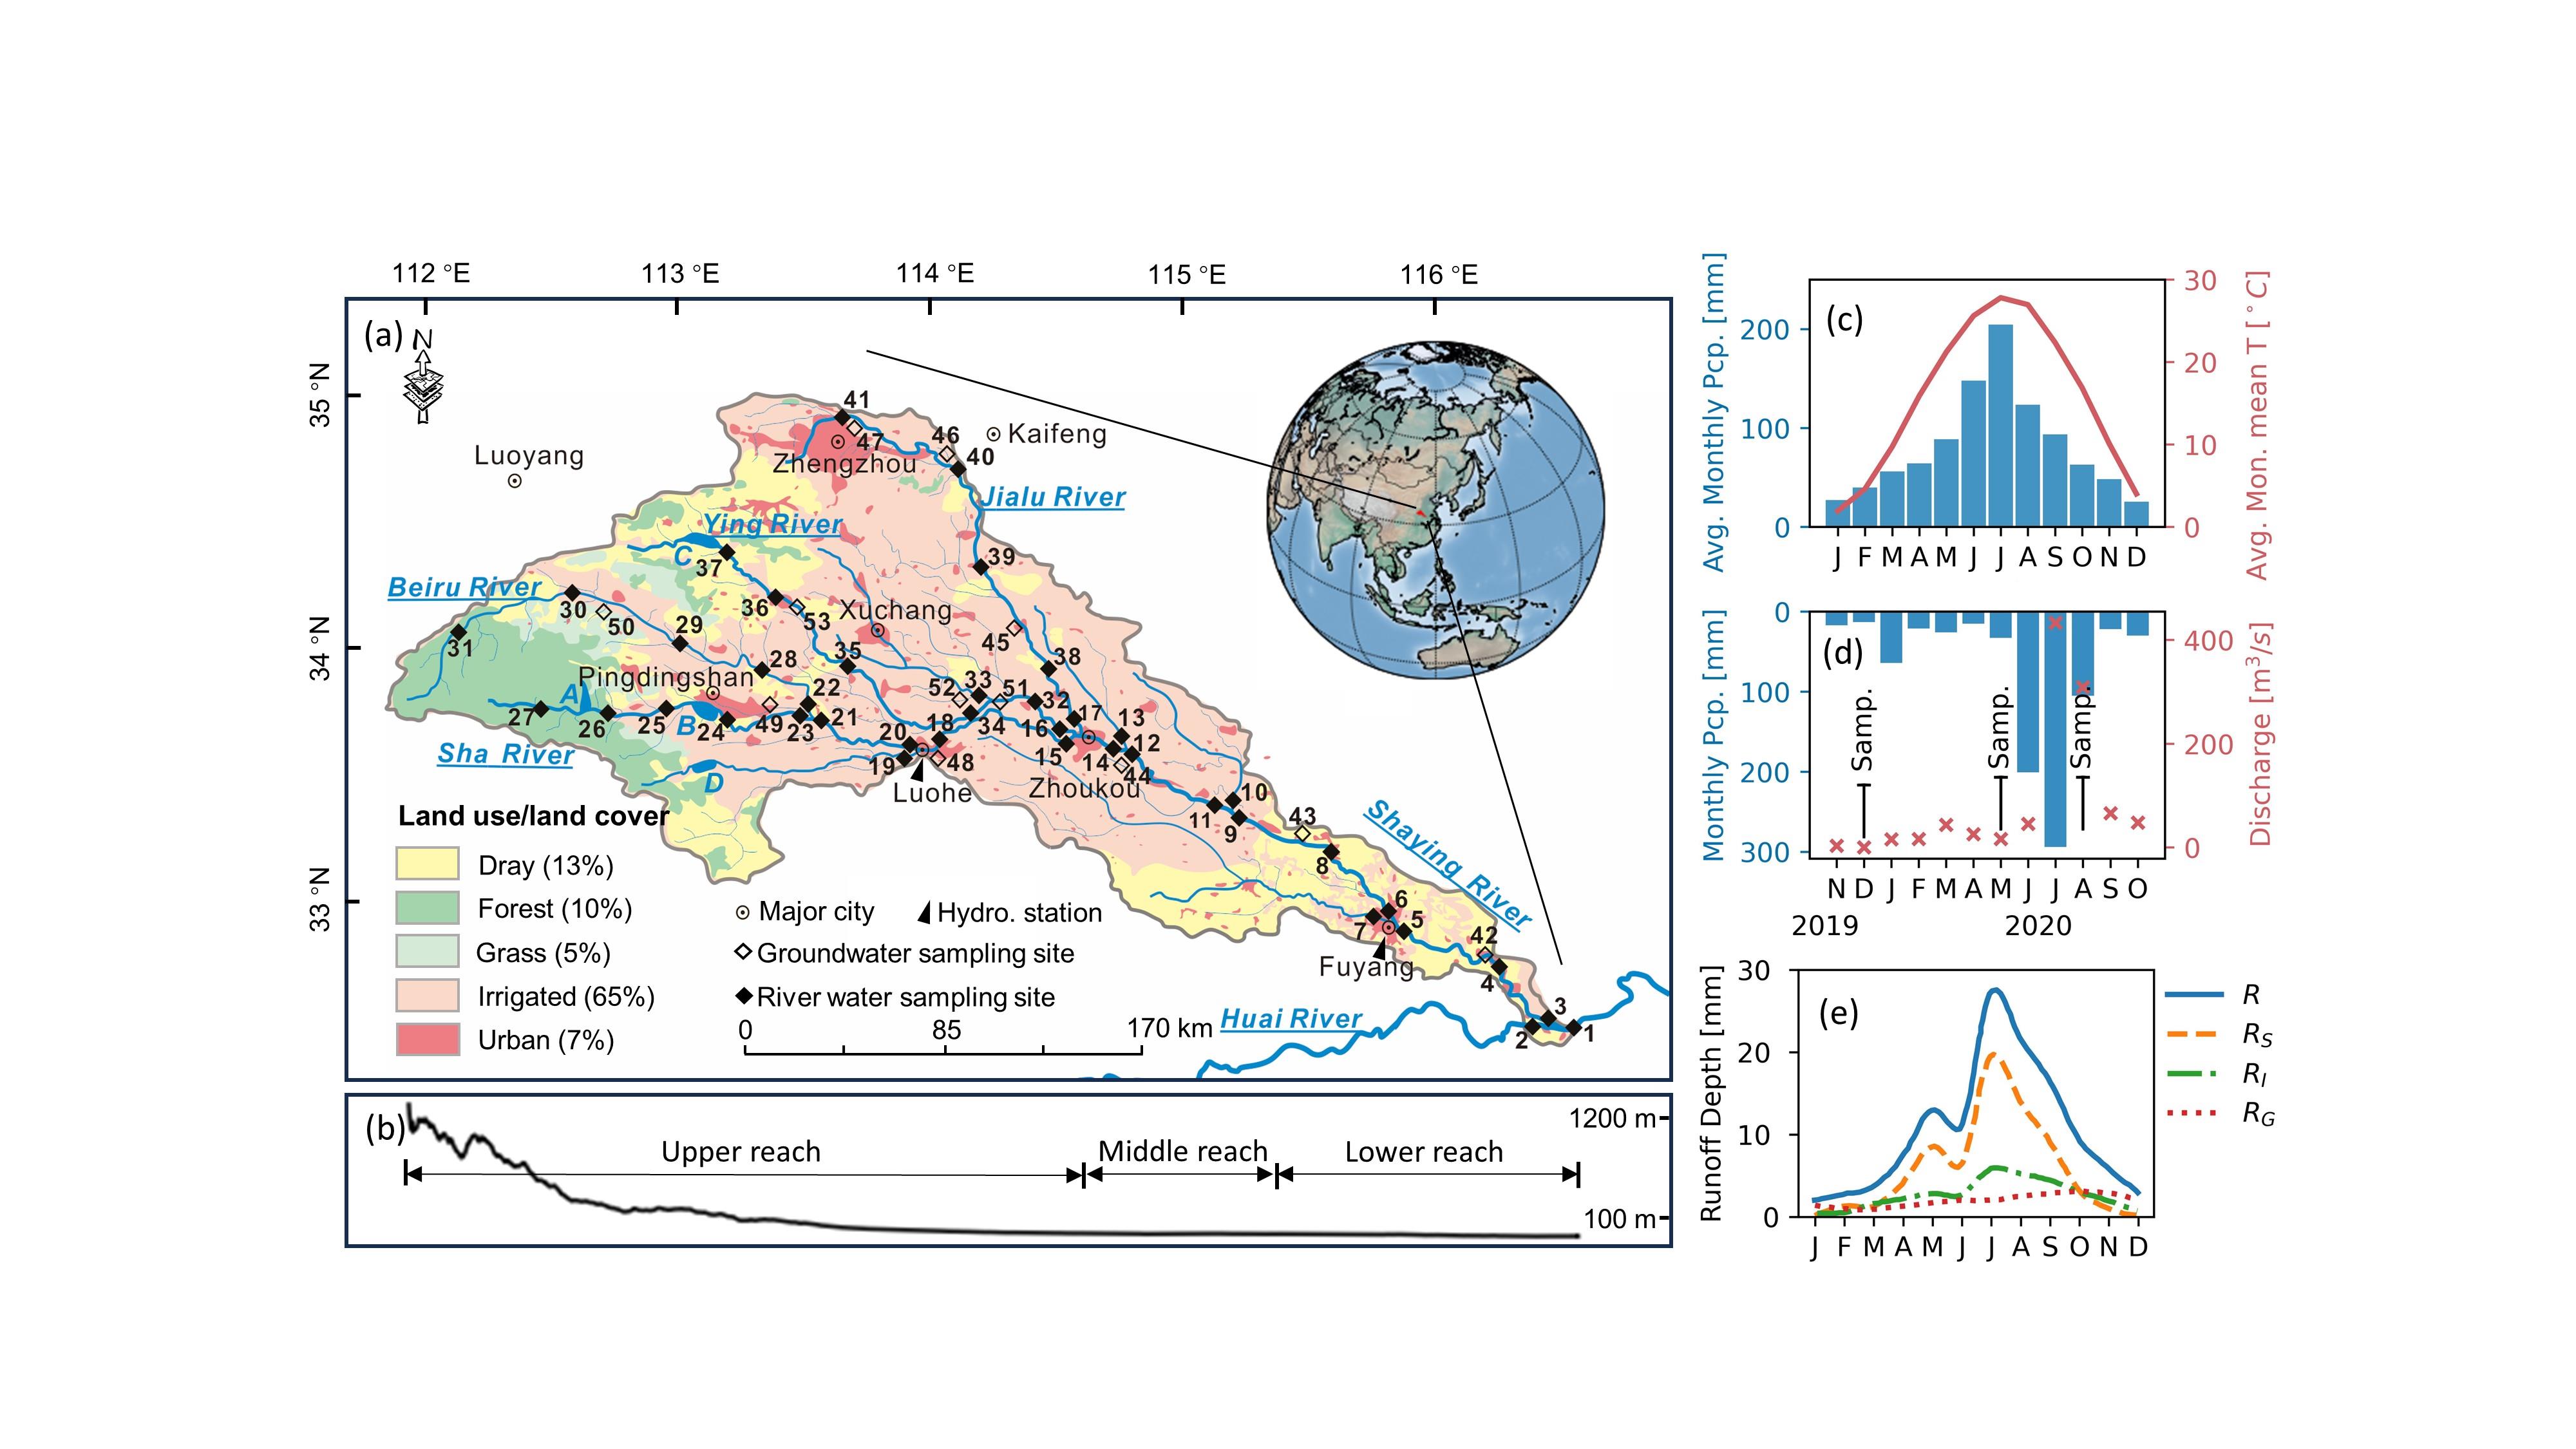 112 °E 113 °E 114 °E 115 °E 116 °E
(a)
N
35 °N
34 °N
33 °N
41
47
46
40
Kaifeng
Luoyang
Zhengzhou
Jialu River
Ying River
C
37
39
Beiru River
30
50
29
36
53
Xuchang
45
31
28
35
38
Pingdingshan
A
27
26
25
B
24
49
22
23
21
52
33
51
32
17
13
20
18
34
16
12
Sha River
D
19
48
15
14
44
Luohe
Zhoukou
10
11
9
43
8
Shaying River
6
5
7
Fuyang
42
4
3
2
1
Huai River
Land use/land cover
Dray (13%)
Forest (10%)
Grass (5%)
Irrigated (65%)
Urban (7%)
Major city
Hydro. station
Groundwater sampling site
River water sampling site
0 85 170 km
(b)
Upper reach
Middle reach
Lower reach
1200 m
100 m
(c)
Avg. Monthly Pcp. [mm]
200
100
0
Avg. Mon. mean T [°C]
30
20
10
0
J F M A M J J A S O N D
(d)
Monthly Pcp. [mm]
0
100
200
300
Samp.
Samp.
Samp.
Discharge [m³/s]
400
200
0
N D J F M A M J J A S O
2019 2020
(e)
Runoff Depth [mm]
30
20
10
0
J F M A M J J A S O N D
R
R_S
R_I
R_G